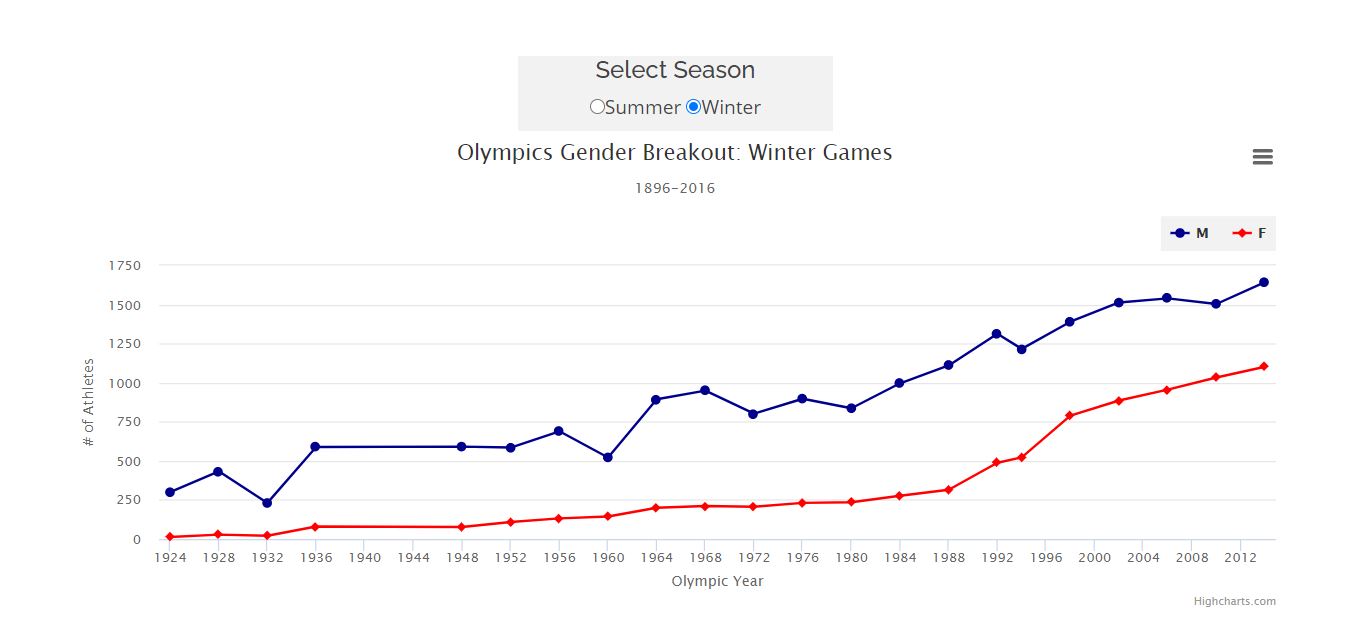 Select Season
Summer Winter
Olympics Gender Breakout: Winter Games
1896-2016
M F
1750
1500
1250
1000
750
500
250
0
# of Athletes
1924 1928 1932 1936 1940 1944 1948 1952 1956 1960 1964 1968 1972 1976 1980 1984 1988 1992 1996 2000 2004 2008 2012
Olympic Year
Highcharts.com